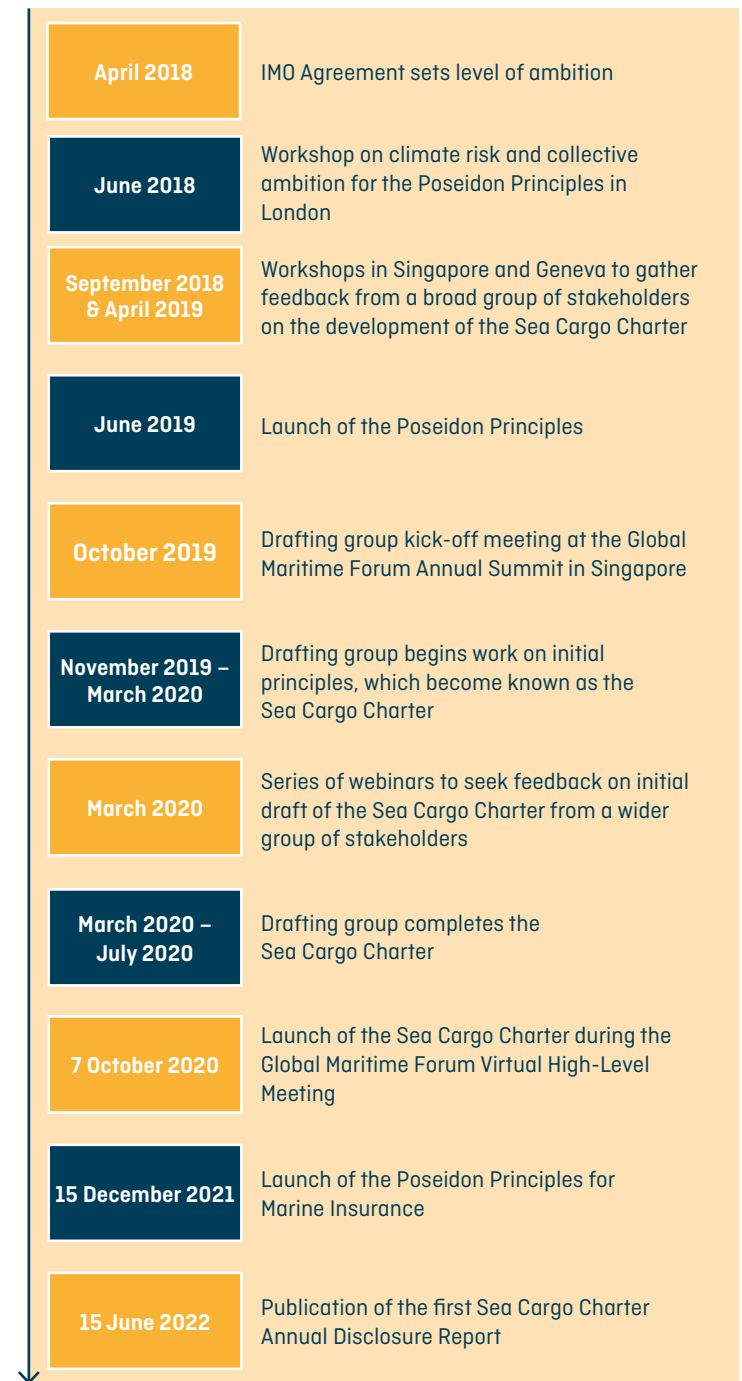 April 2018
IMO Agreement sets level of ambition
June 2018
Workshop on climate risk and collective
ambition for the Poseidon Principles in
London
September 2018
& April 2019
Workshops in Singapore and Geneva to gather
feedback from a broad group of stakeholders
on the development of the Sea Cargo Charter
June 2019
Launch of the Poseidon Principles
October 2019
Drafting group kick-off meeting at the Global
Maritime Forum Annual Summit in Singapore
November 2019 –
March 2020
Drafting group begins work on initial
principles, which become known as the
Sea Cargo Charter
March 2020
Series of webinars to seek feedback on initial
draft of the Sea Cargo Charter from a wider
group of stakeholders
March 2020 –
July 2020
Drafting group completes the
Sea Cargo Charter
7 October 2020
Launch of the Sea Cargo Charter during the
Global Maritime Forum Virtual High-Level
Meeting
15 December 2021
Launch of the Poseidon Principles for
Marine Insurance
15 June 2022
Publication of the first Sea Cargo Charter
Annual Disclosure Report